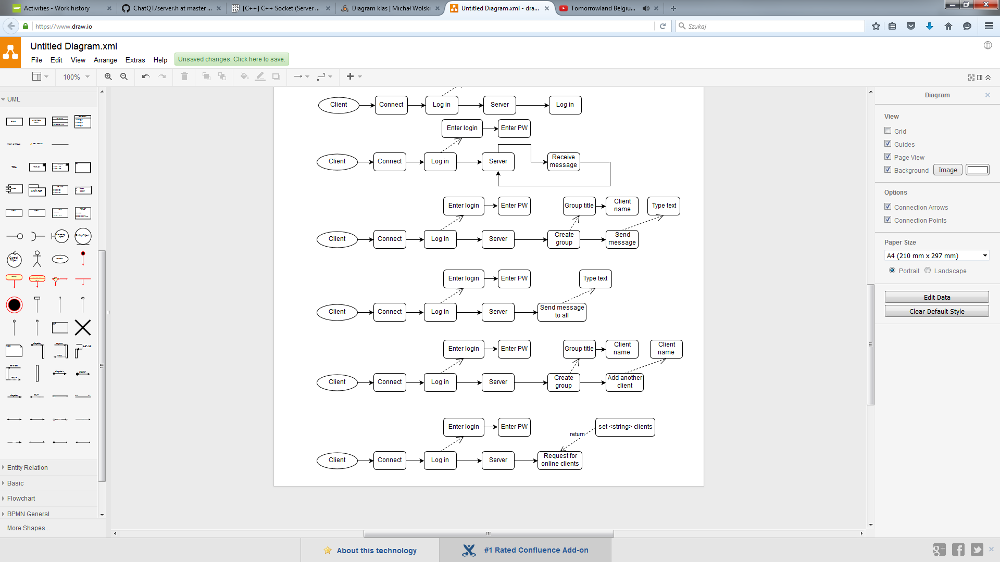 Activities - Work history
ChatQT/server.h at master ...
[C++] C++ Socket (Server ...
Diagram klas | Michał Wolski
Untitled Diagram.xml - dra...
Tomorrowland Belgiu...
https://www.draw.io
Szukaj
Untitled Diagram.xml
File Edit View Arrange Extras Help
Unsaved changes. Click here to save.
100%
UML
Title
package
Control
Object
Entity Relation
Basic
Flowchart
BPMN General
More Shapes...
Client Connect Log in Server Log in
Enter login Enter PW
Client Connect Log in Server Receive
message
Enter login Enter PW Group title Client
name Type text
Client Connect Log in Server Create
group Send
message
Enter login Enter PW Type text
Client Connect Log in Server Send message
to all
Enter login Enter PW Group title Client
name Client
name
Client Connect Log in Server Create
group Add another
client
Enter login Enter PW set <string> clients
return
Client Connect Log in Server Request for
online clients
Diagram
View
Grid
Guides
Page View
Background Image
Options
Connection Arrows
Connection Points
Paper Size
A4 (210 mm x 297 mm)
Portrait Landscape
Edit Data
Clear Default Style
About this technology
#1 Rated Confluence Add-on